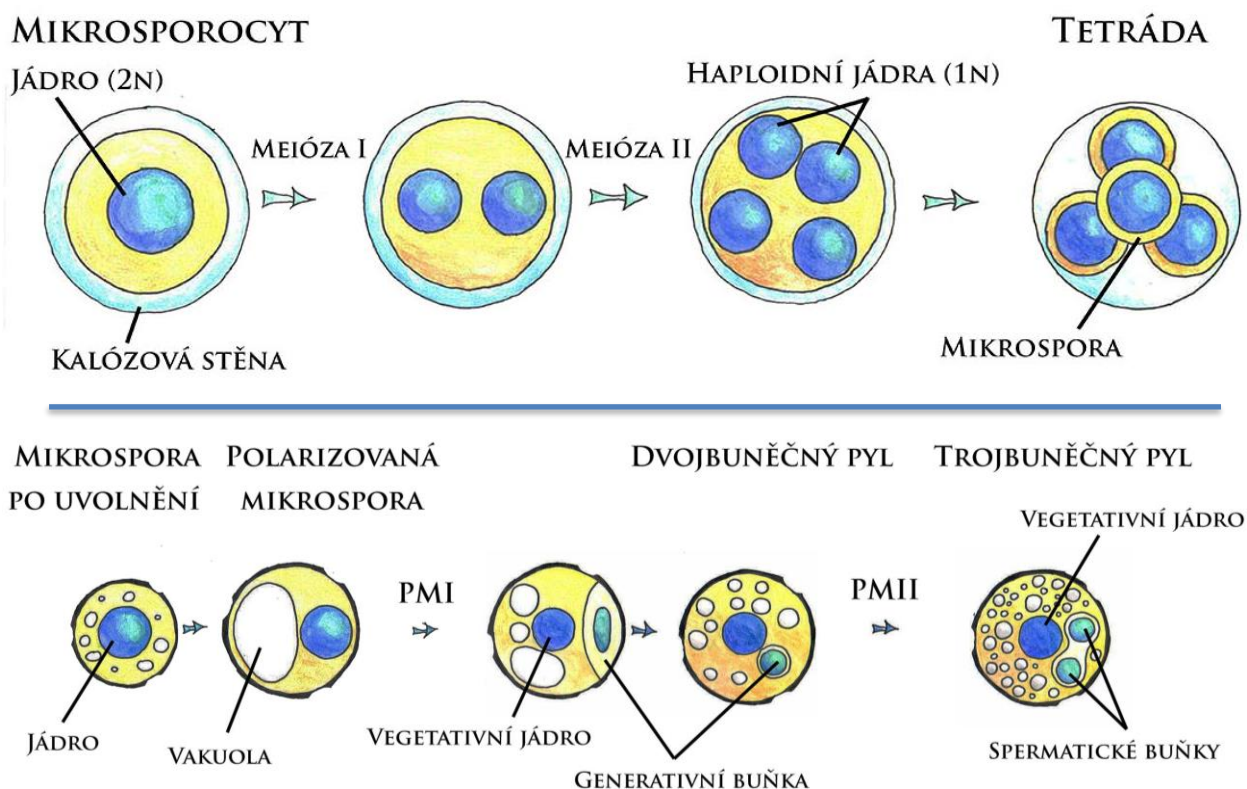 MIKROSPOROCYT
TETRÁDA
JÁDRO (2N)
HAPLOIDNÍ JÁDRA (1N)
MEIÓZA I
MEIÓZA II
KALÓZOVÁ STĚNA
MIKROSPORA
MIKROSPORA
PO UVOLNĚNÍ
POLARIZOVANÁ
MIKROSPORA
DVOJBUNĚČNÝ PYL
TROJBUNĚČNÝ PYL
VEGETATIVNÍ JÁDRO
PMI
PMII
JÁDRO
VAKUOLA
VEGETATIVNÍ JÁDRO
GENERATIVNÍ BUŇKA
SPERMATICKÉ BUŇKY